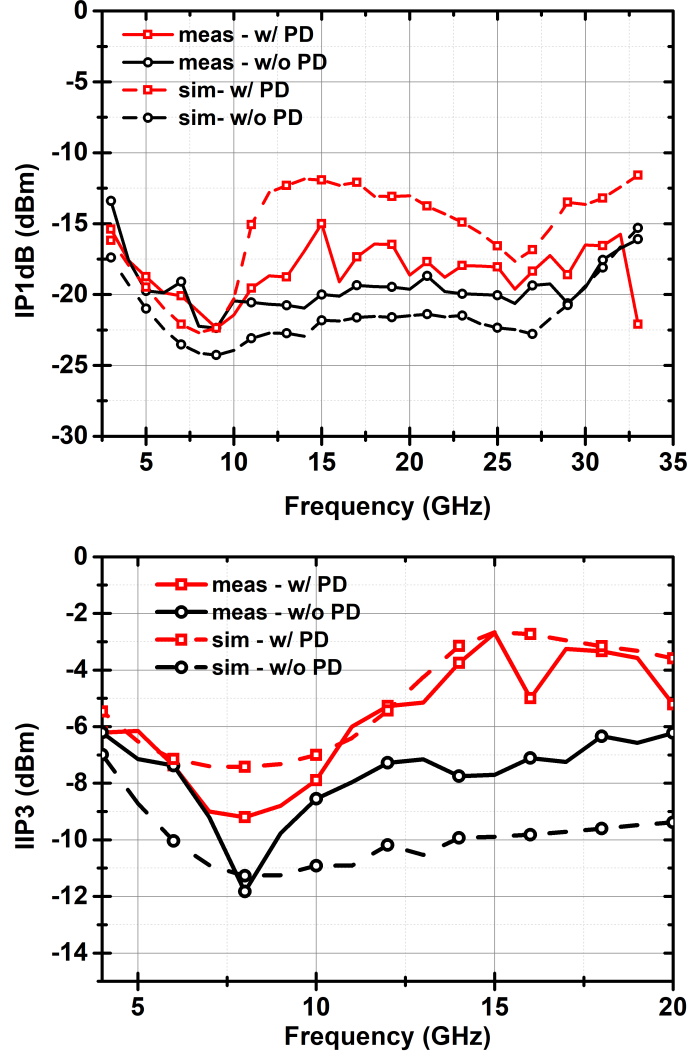 0
-5
-10
-15
-20
-25
-30
IP1dB (dBm)
meas - w/ PD
meas - w/o PD
sim- w/ PD
sim- w/o PD
5 10 15 20 25 30 35
Frequency (GHz)
0
-2
-4
-6
-8
-10
-12
-14
IIP3 (dBm)
meas - w/ PD
meas - w/o PD
sim - w/ PD
sim - w/o PD
5 10 15 20
Frequency (GHz)